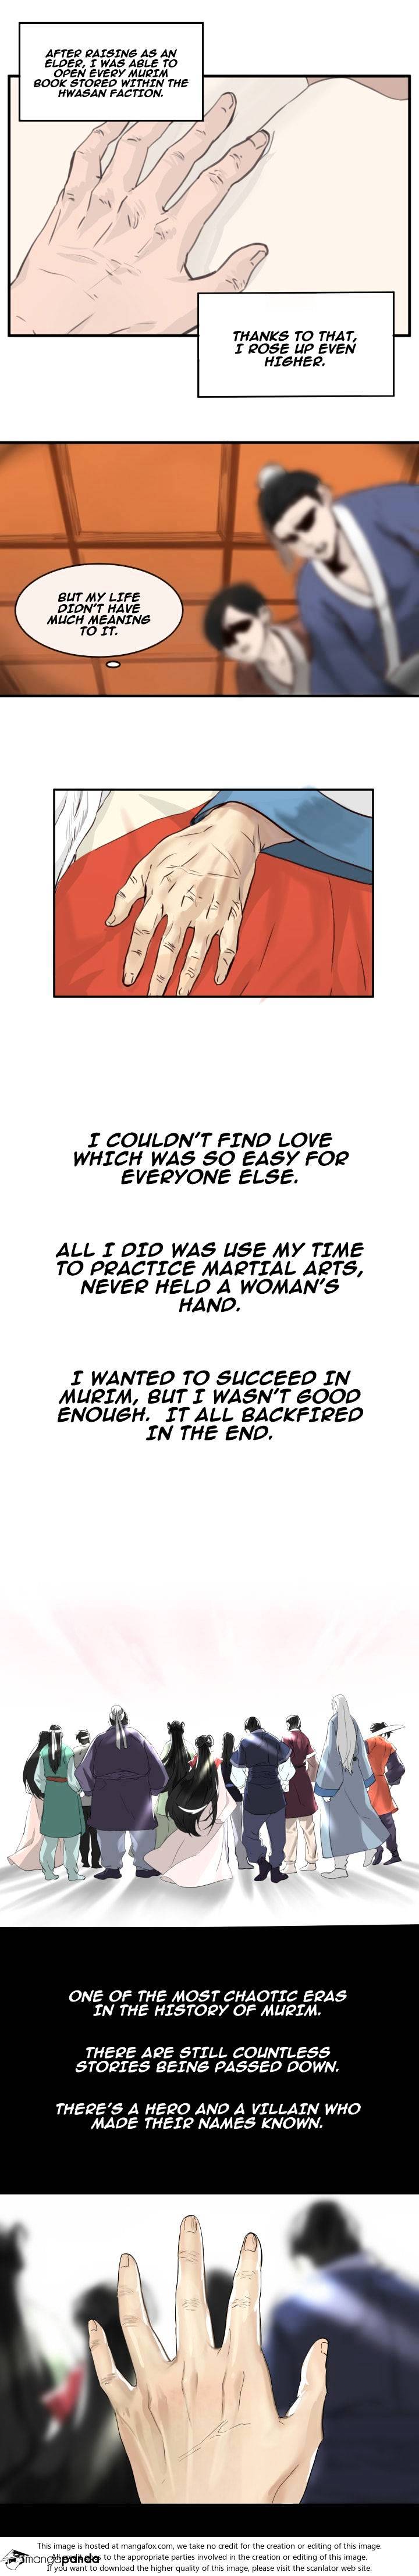 AFTER RAISING AS AN
ELDER, I WAS ABLE TO
OPEN EVERY MURIM
BOOK STORED WITHIN THE
HWASAN FACTION.
THANKS TO THAT,
I ROSE UP EVEN
HIGHER.
BUT MY LIFE
DIDN'T HAVE
MUCH MEANING
TO IT.
I COULDN'T FIND LOVE
WHICH WAS SO EASY FOR
EVERYONE ELSE.
ALL I DID WAS USE MY TIME
TO PRACTICE MARTIAL ARTS,
NEVER HELD A WOMAN'S
HAND.
I WANTED TO SUCCEED IN
MURIM, BUT I WASN'T GOOD
ENOUGH. IT ALL BACKFIRED
IN THE END.
ONE OF THE MOST CHAOTIC ERAS
IN THE HISTORY OF MURIM.
THERE ARE STILL COUNTLESS
STORIES BEING PASSED DOWN.
THERE'S A HERO AND A VILLAIN WHO
MADE THEIR NAMES KNOWN.
This image is hosted at mangafox.com, we take no credit for the creation or editing of this image.
mangapanda to the appropriate parties involved in the creation or editing of this image.
If you want to download the higher quality of this image, please visit the scanlator web site.